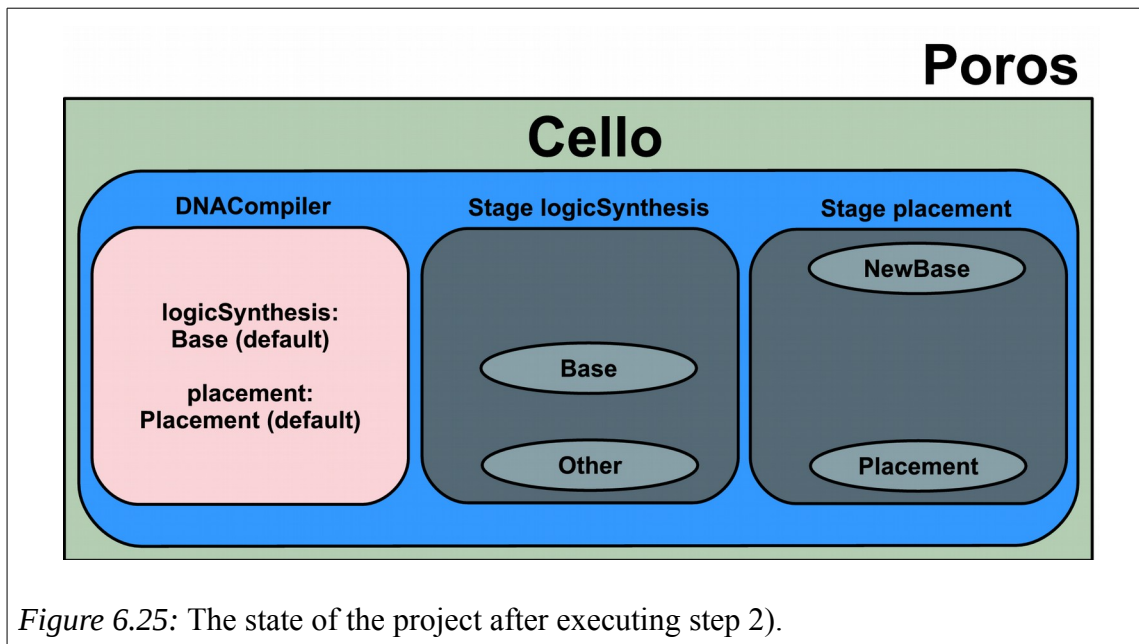 Poros
Cello
DNACompiler
logicSynthesis:
Base (default)
placement:
Placement (default)
Stage logicSynthesis
Base
Other
Stage placement
NewBase
Placement
Figure 6.25: The state of the project after executing step 2).